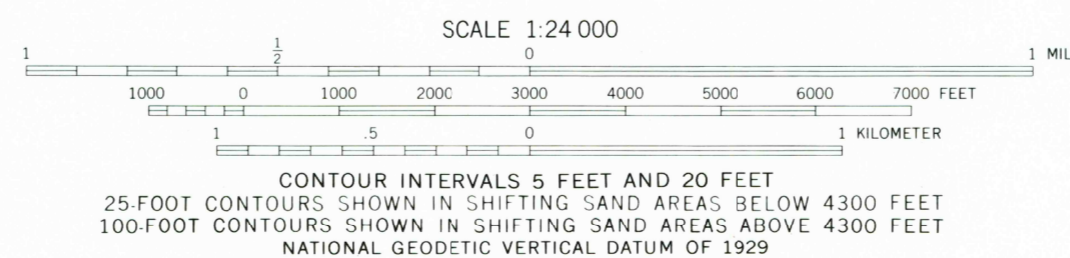 SCALE 1:24 000
1 ½ 0 1 MIL
1000 0 1000 2000 3000 4000 5000 6000 7000 FEET
1 .5 0 1 KILOMETER
CONTOUR INTERVALS 5 FEET AND 20 FEET
25-FOOT CONTOURS SHOWN IN SHIFTING SAND AREAS BELOW 4300 FEET
100-FOOT CONTOURS SHOWN IN SHIFTING SAND AREAS ABOVE 4300 FEET
NATIONAL GEODETIC VERTICAL DATUM OF 1929